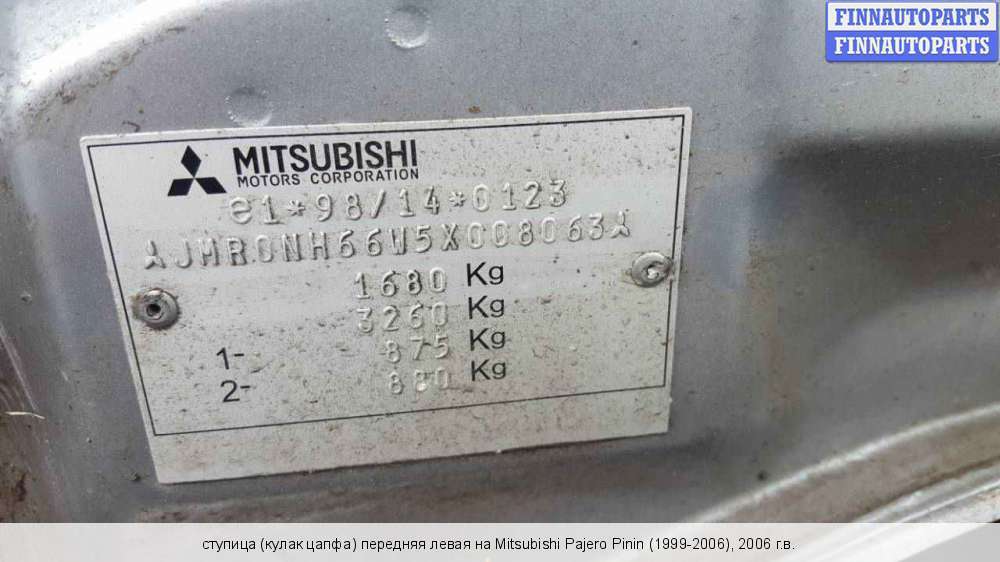 FINNAUTOPARTS
FINNAUTOPARTS
MITSUBISHI
MOTORS CORPORATION
e1*98/14*0123
JMR0NH66W5X008063
1680 Kg
3260 Kg
1- 875 Kg
2- 880 Kg
ступица (кулак цапфа) передняя левая на Mitsubishi Pajero Pinin (1999-2006), 2006 г.в.